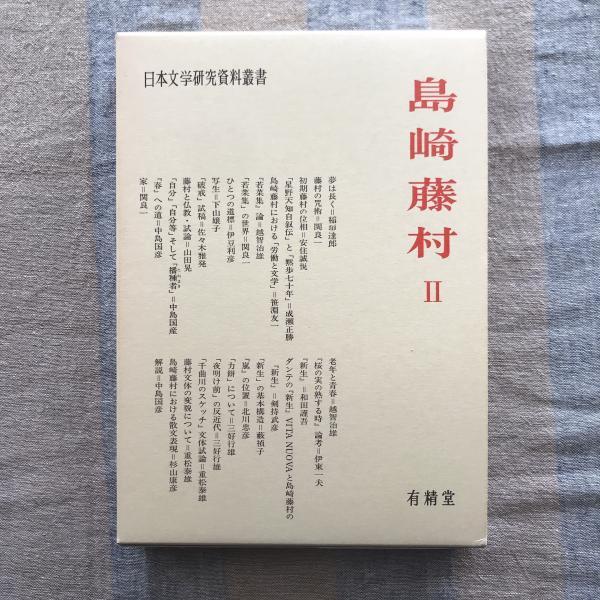 日本文学研究資料叢書
島崎藤村 II
夢は長く=稲垣達郎
藤村の咒術=関良一
初期藤村の位相=安住誠悦
「星野天知自叙伝」と「黙歩七十年」=成瀬正勝
島崎藤村における「労働と文学」=笹淵友一
『若菜集』論=越智治雄
「若菜集」の世界=関良一
ひとつの道標=伊豆利彦
写生=下山嬢子
「破戒」試稿=佐々木雅発
藤村と仏教・試論=山田晃
「自分」「自分等」そして『播種者』=中島国彦
『春』への道=中島国彦
家=関良一
老年と青春=越智治雄
『桜の実の熟する時』論考=伊東一夫
『新生』=和田謹吾
ダンテの『新生』VITA NUOVAと島崎藤村の
『新生』=剣持武彦
『新生』の基本構造=藪禎子
『嵐』の位置=北川忠彦
「力餅」について=三好行雄
『夜明け前』の反近代=三好行雄
「千曲川のスケッチ」文体試論=重松泰雄
藤村文体の変貌について=重松泰雄
島崎藤村における散文表現=杉山康彦
解説=中島国彦
有精堂